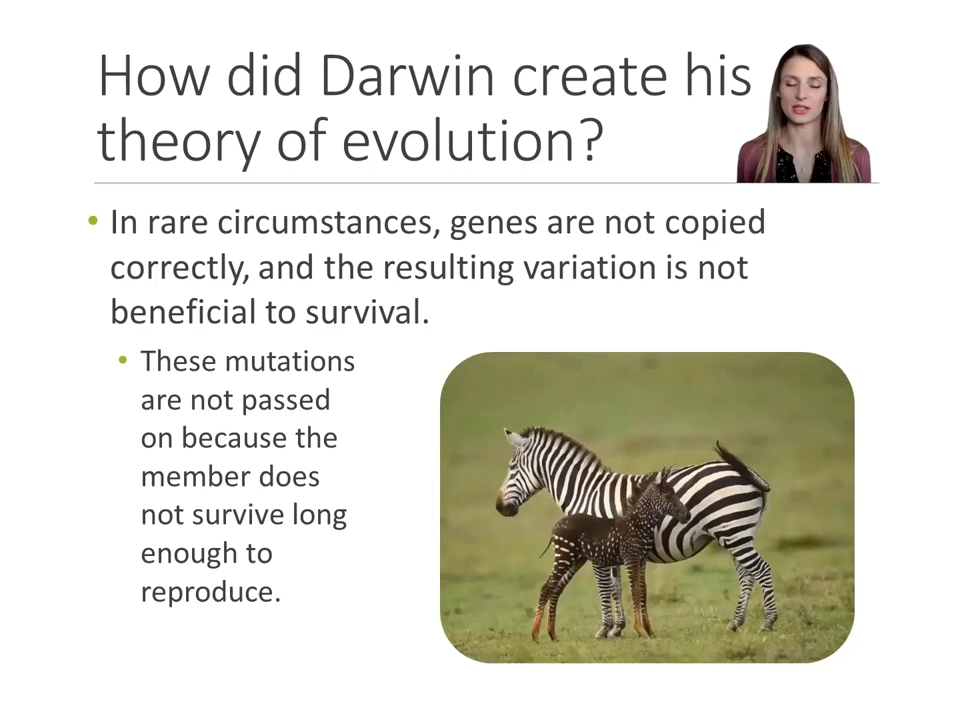 How did Darwin create his
theory of evolution?
• In rare circumstances, genes are not copied
correctly, and the resulting variation is not
beneficial to survival.
• These mutations
are not passed
on because the
member does
not survive long
enough to
reproduce.